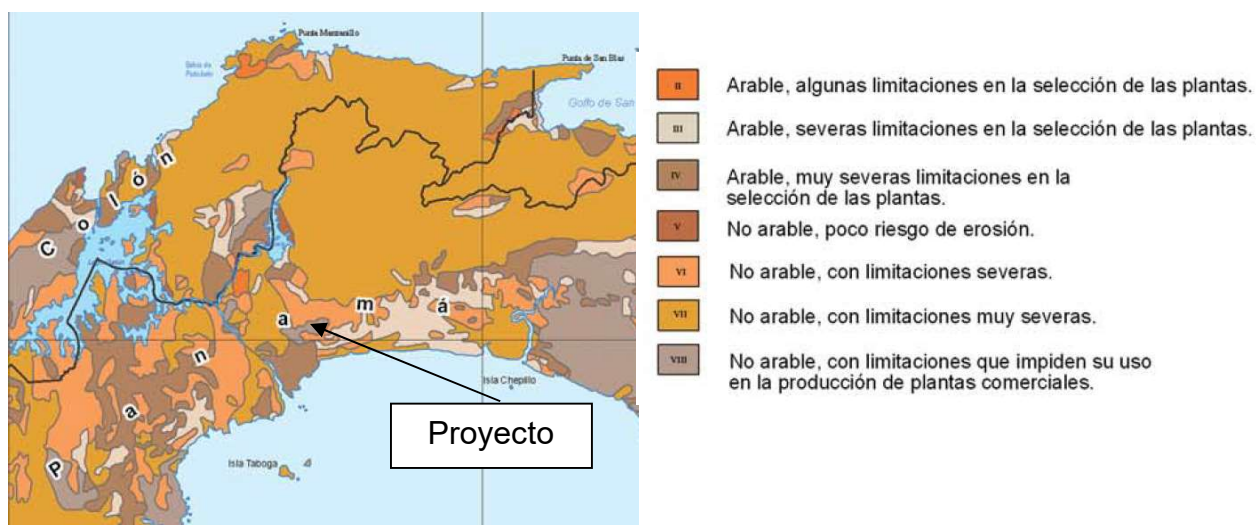 Punta Manzanillo
Punta de San Blas
Golfo de San
Colón
Panamá
Isla Chepillo
Proyecto
Isla Taboga
II
Arable, algunas limitaciones en la selección de las plantas.
III
Arable, severas limitaciones en la selección de las plantas.
IV
Arable, muy severas limitaciones en la
selección de las plantas.
V
No arable, poco riesgo de erosión.
VI
No arable, con limitaciones severas.
VII
No arable, con limitaciones muy severas.
VIII
No arable, con limitaciones que impiden su uso
en la producción de plantas comerciales.